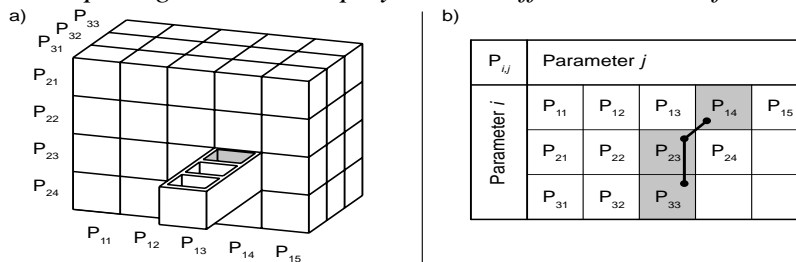 a)
P33
P32
P31
P21
P22
P23
P24
P11
P12
P13
P14
P15
b)
Pi,j Parameter j
Parameter i
P11 P12 P13 P14 P15
P21 P22 P23 P24
P31 P32 P33